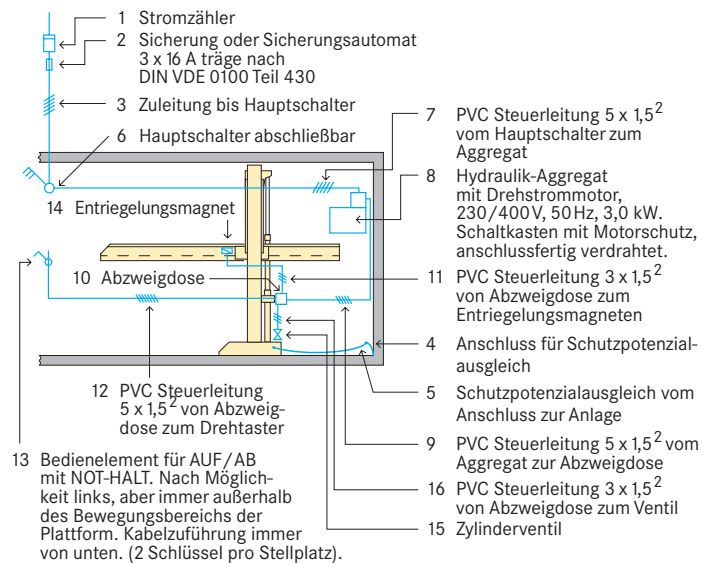 1 Stromzähler
2 Sicherung oder Sicherungsautomat
3 x 16 A träge nach
DIN VDE 0100 Teil 430
3 Zuleitung bis Hauptschalter
6 Hauptschalter abschließbar
14 Entriegelungsmagnet
10 Abzweigdose
12 PVC Steuerleitung
5 x 1,5² von Abzweig-
dose zum Drehtaster
13 Bedienelement für AUF/AB
mit NOT-HALT. Nach Möglich-
keit links, aber immer außerhalb
des Bewegungsbereichs der
Plattform. Kabelzuführung immer
von unten. (2 Schlüssel pro Stellplatz).
7 PVC Steuerleitung 5 x 1,5²
vom Hauptschalter zum
Aggregat
8 Hydraulik-Aggregat
mit Drehstrommotor,
230/400V, 50Hz, 3,0 kW.
Schaltkasten mit Motorschutz,
anschlussfertig verdrahtet.
11 PVC Steuerleitung 3 x 1,5²
von Abzweigdose zum
Entriegelungsmagneten
4 Anschluss für Schutzpotenzial-
ausgleich
5 Schutzpotenzialausgleich vom
Anschluss zur Anlage
9 PVC Steuerleitung 5 x 1,5² vom
Aggregat zur Abzweigdose
16 PVC Steuerleitung 3 x 1,5²
von Abzweigdose zum Ventil
15 Zylinderventil